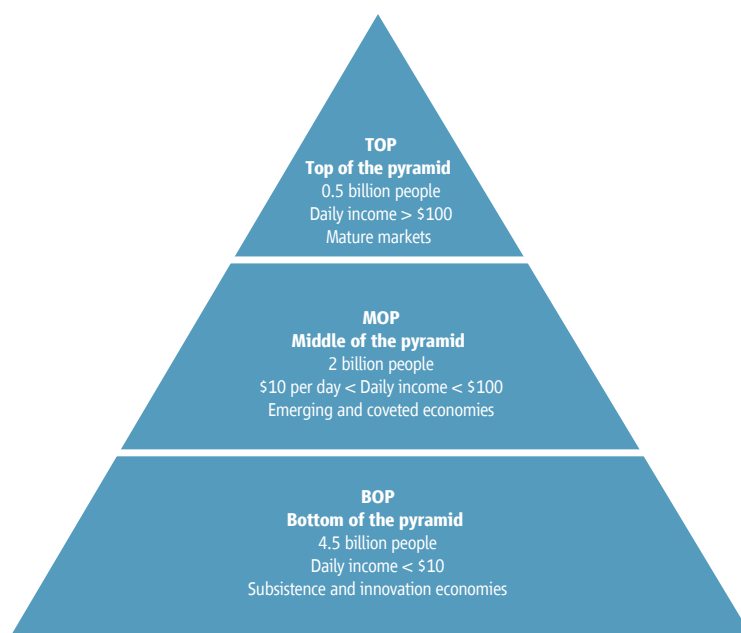 TOP
Top of the pyramid
0.5 billion people
Daily income > $100
Mature markets
MOP
Middle of the pyramid
2 billion people
$10 per day < Daily income < $100
Emerging and coveted economies
BOP
Bottom of the pyramid
4.5 billion people
Daily income < $10
Subsistence and innovation economies